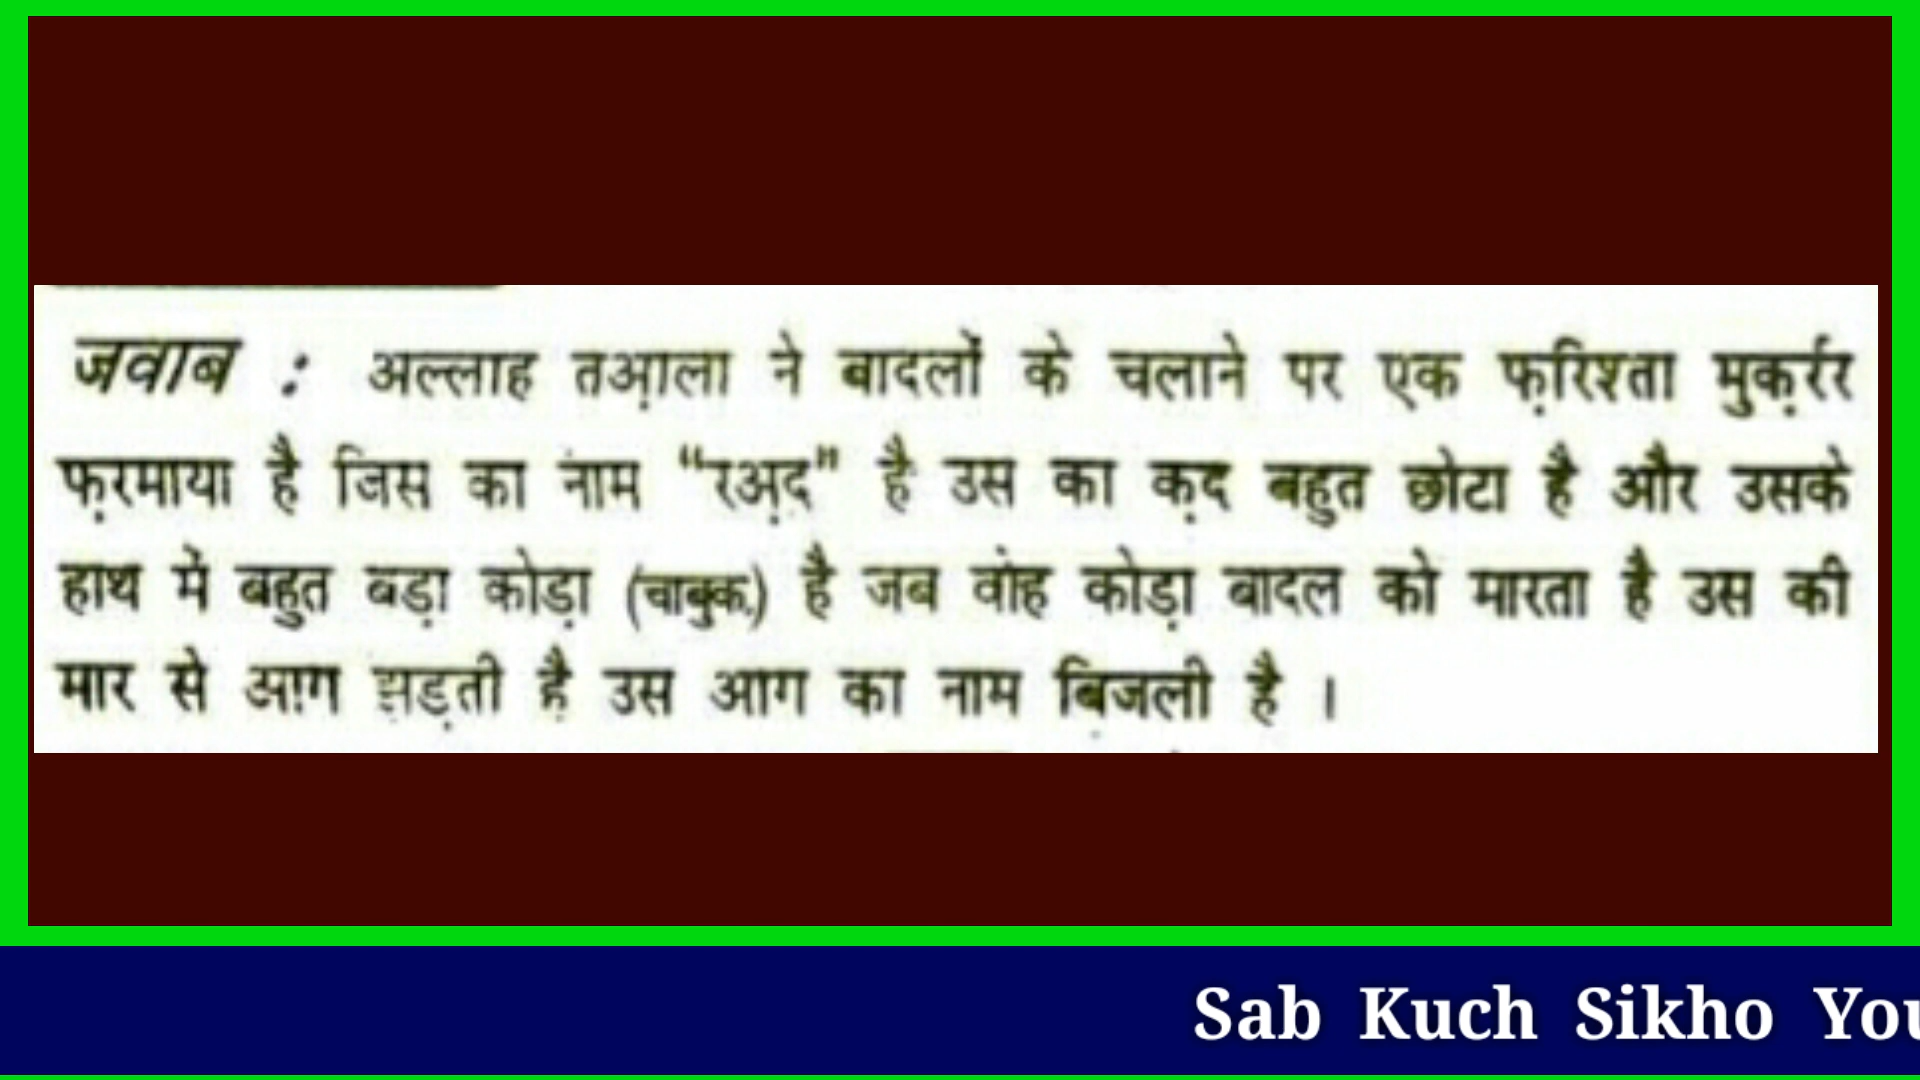 जवाब : अल्लाह तआ़ला ने बादलों के चलाने पर एक फ़रिश्ता मुक़र्रर
फ़रमाया है जिस का नाम “रअ़द” है उस का क़द बहुत छोटा है और उसके
हाथ में बहुत बड़ा कोड़ा (चाबुक) है जब वोह कोड़ा बादल को मारता है उस की
मार से आग झड़ती है उस आग का नाम बिजली है ।
Sab Kuch Sikho You